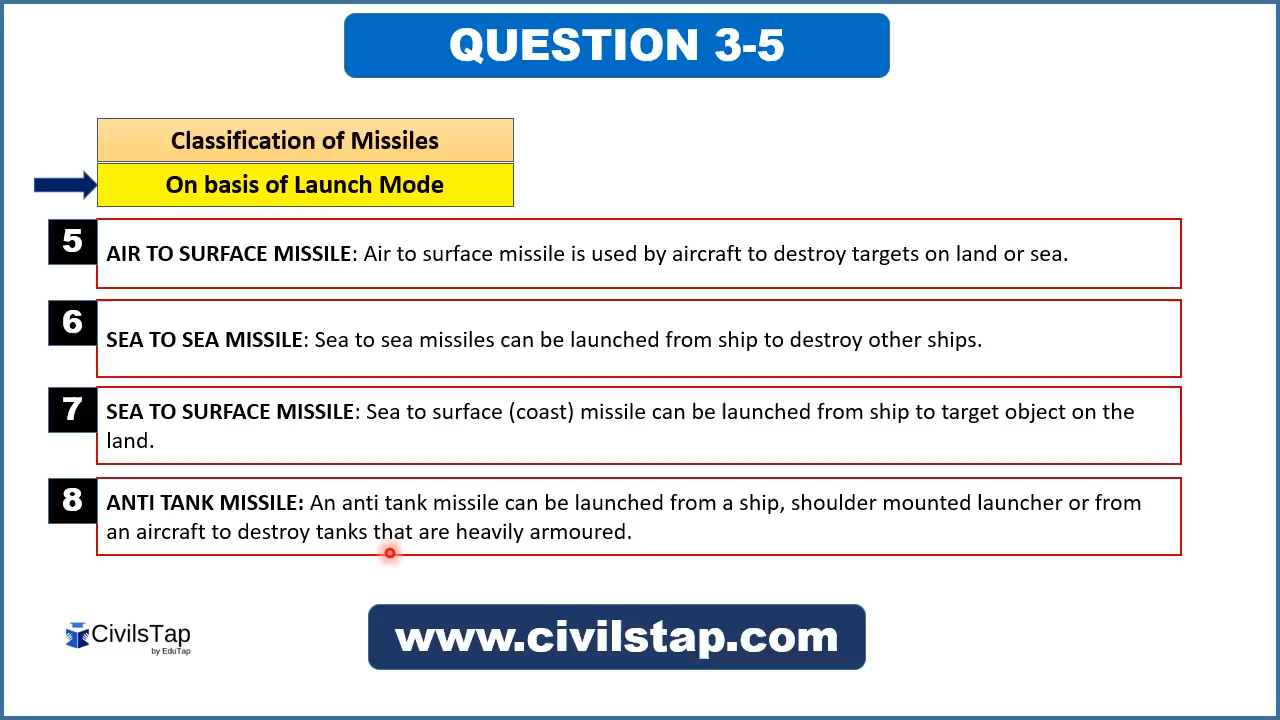 QUESTION 3-5
Classification of Missiles
On basis of Launch Mode
5
AIR TO SURFACE MISSILE: Air to surface missile is used by aircraft to destroy targets on land or sea.
6
SEA TO SEA MISSILE: Sea to sea missiles can be launched from ship to destroy other ships.
7
SEA TO SURFACE MISSILE: Sea to surface (coast) missile can be launched from ship to target object on the
land.
8
ANTI TANK MISSILE: An anti tank missile can be launched from a ship, shoulder mounted launcher or from
an aircraft to destroy tanks that are heavily armoured.
CivilsTap
by EduTap
www.civilstap.com